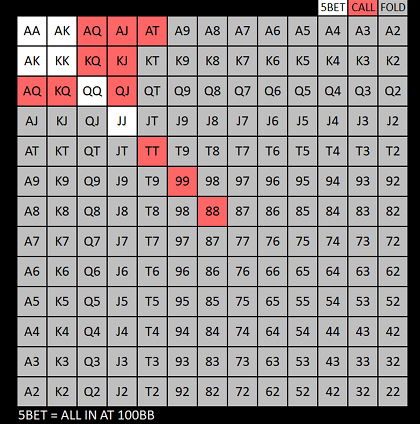 5BET CALL FOLD
AA AK AQ AJ AT A9 A8 A7 A6 A5 A4 A3 A2
AK KK KQ KJ KT K9 K8 K7 K6 K5 K4 K3 K2
AQ KQ QQ QJ QT Q9 Q8 Q7 Q6 Q5 Q4 Q3 Q2
AJ KJ QJ JJ JT J9 J8 J7 J6 J5 J4 J3 J2
AT KT QT JT TT T9 T8 T7 T6 T5 T4 T3 T2
A9 K9 Q9 J9 T9 99 98 97 96 95 94 93 92
A8 K8 Q8 J8 T8 98 88 87 86 85 84 83 82
A7 K7 Q7 J7 T7 97 87 77 76 75 74 73 72
A6 K6 Q6 J6 T6 96 86 76 66 65 64 63 62
A5 K5 Q5 J5 T5 95 85 75 65 55 54 53 52
A4 K4 Q4 J4 T4 93 84 74 64 54 44 43 42
A3 K3 Q3 J3 T3 92 83 73 63 53 43 33 32
A2 K2 Q2 J2 T2 92 82 72 62 52 42 32 22
5BET = ALL IN AT 100BB